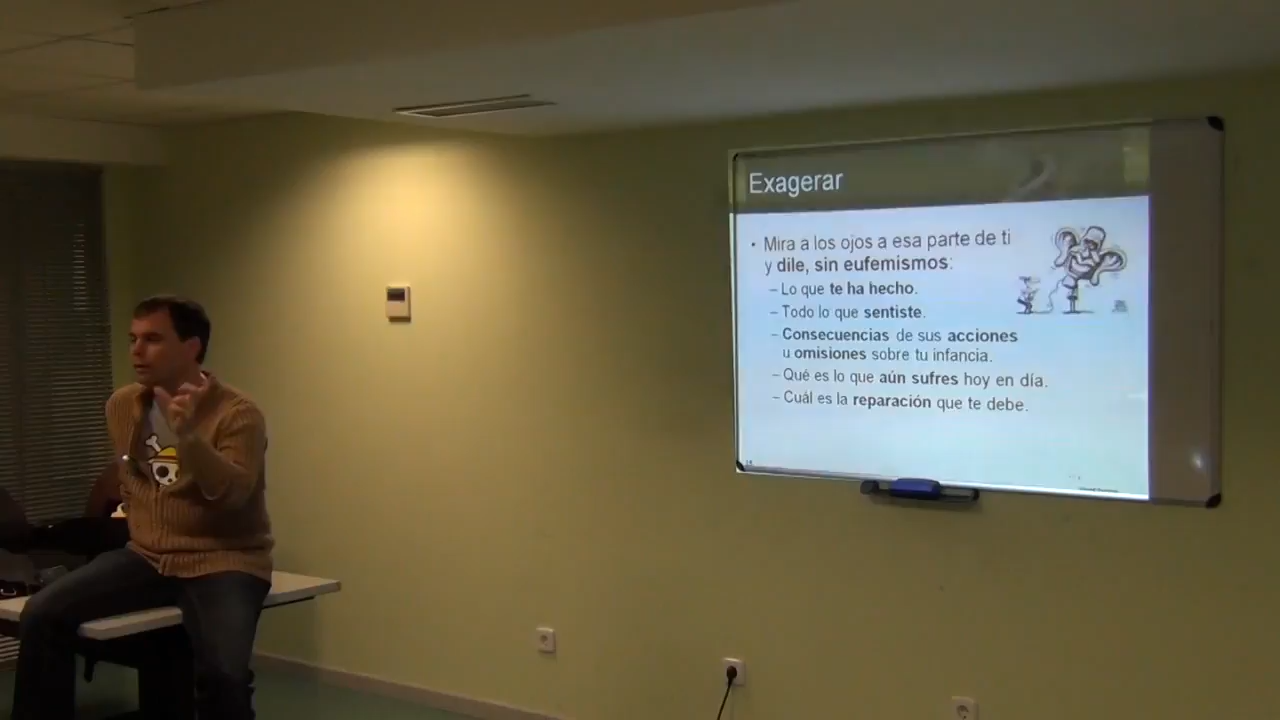 Exagerar
• Mira a los ojos a esa parte de ti
y dile, sin eufemismos:
– Lo que te ha hecho.
– Todo lo que sentiste.
– Consecuencias de sus acciones
u omisiones sobre tu infancia.
– Qué es lo que aún sufres hoy en día.
– Cuál es la reparación que te debe.